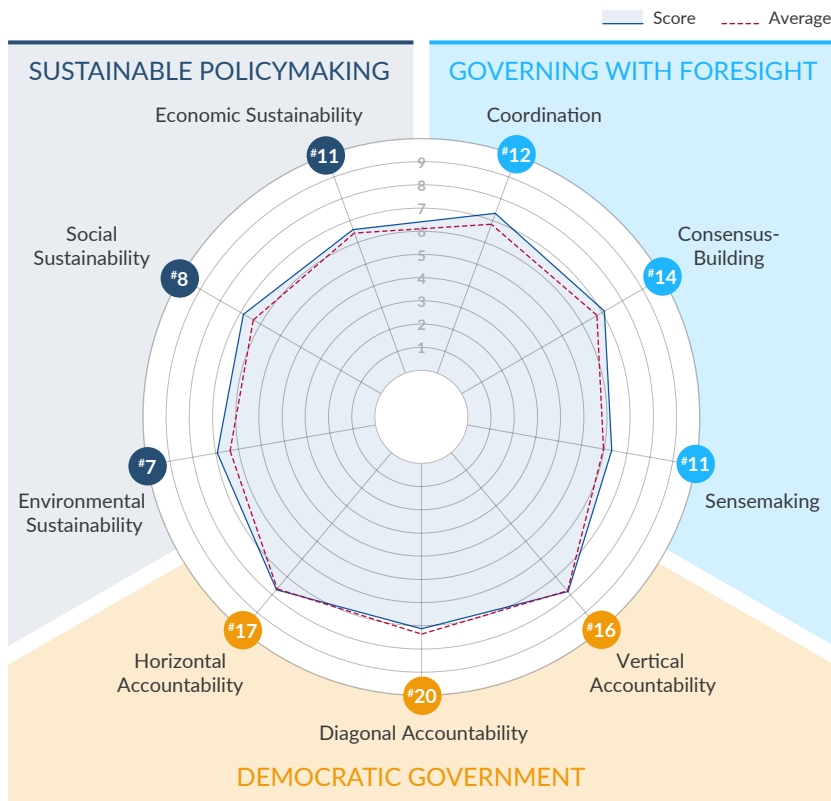 Score
Average
SUSTAINABLE POLICYMAKING
GOVERNING WITH FORESIGHT
Economic Sustainability
Coordination
#11
#12
9
8
7
6
5
4
3
2
1
Social
Sustainability
#8
Consensus-
Building
#14
#7
Environmental
Sustainability
#11
Sensemaking
#17
Horizontal
Accountability
#16
Vertical
Accountability
#20
Diagonal Accountability
DEMOCRATIC GOVERNMENT